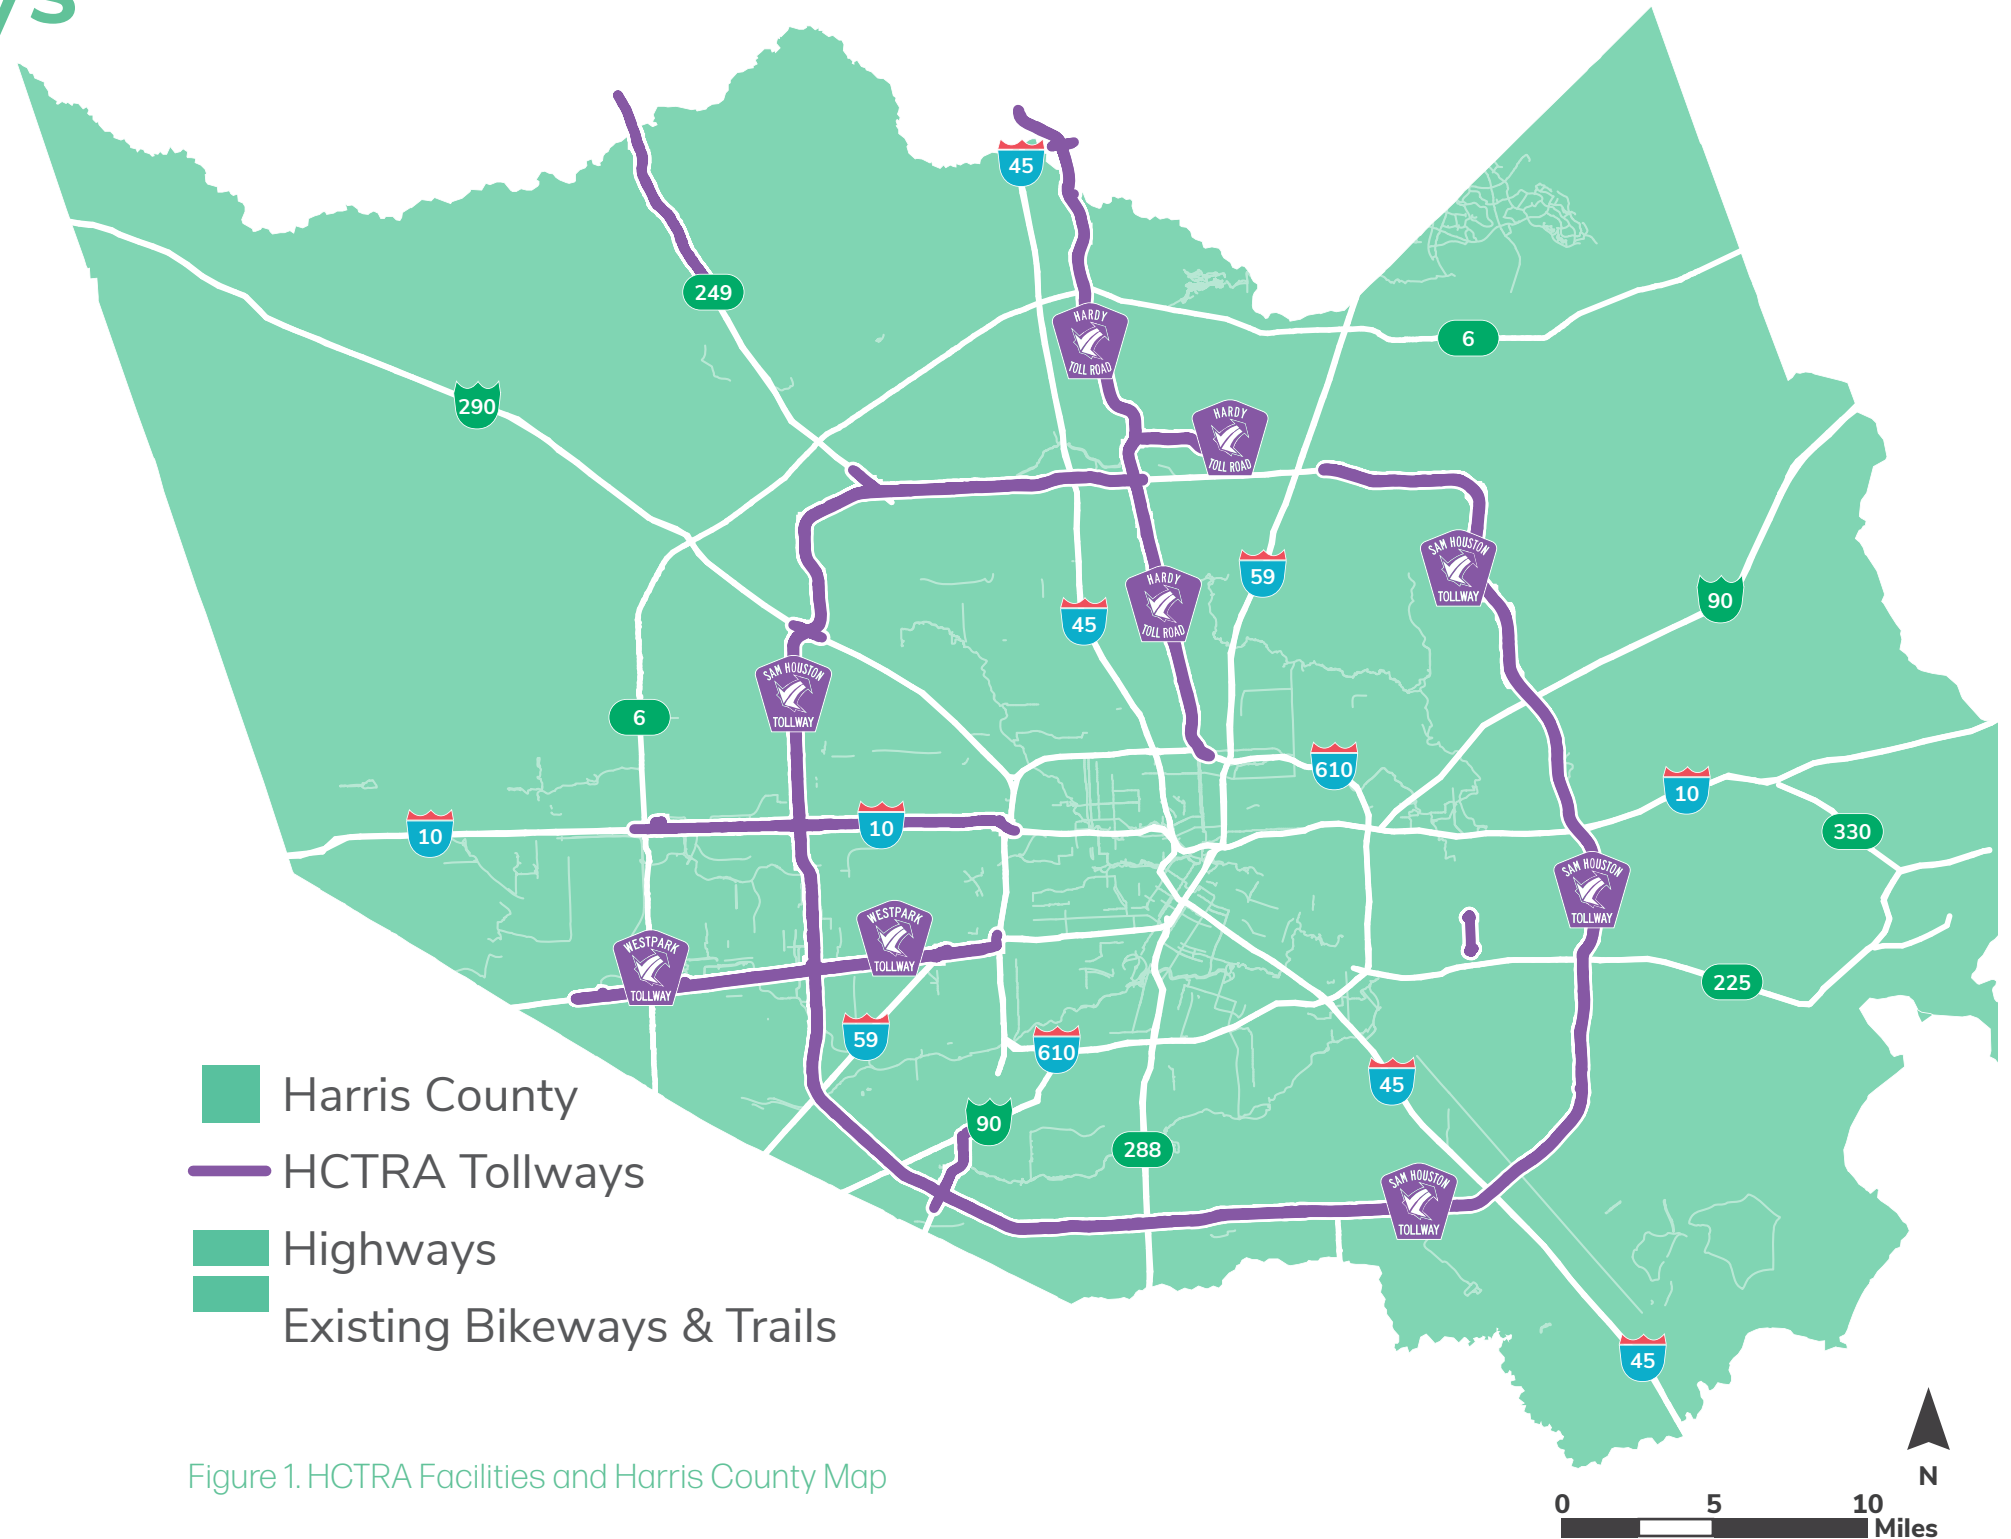 ys
45
249
HARDY
TOLL ROAD
6
290
HARDY
TOLL ROAD
SAM HOUSTON
TOLLWAY
59
90
HARDY
TOLL ROAD
45
SAM HOUSTON
TOLLWAY
6
610
10
10
10
330
SAM HOUSTON
TOLLWAY
WESTPARK
TOLLWAY
WESTPARK
TOLLWAY
225
59
610
45
90
288
SAM HOUSTON
TOLLWAY
45
Harris County
HCTRA Tollways
Highways
Existing Bikeways & Trails
Figure 1. HCTRA Facilities and Harris County Map
N
0 5 10
Miles